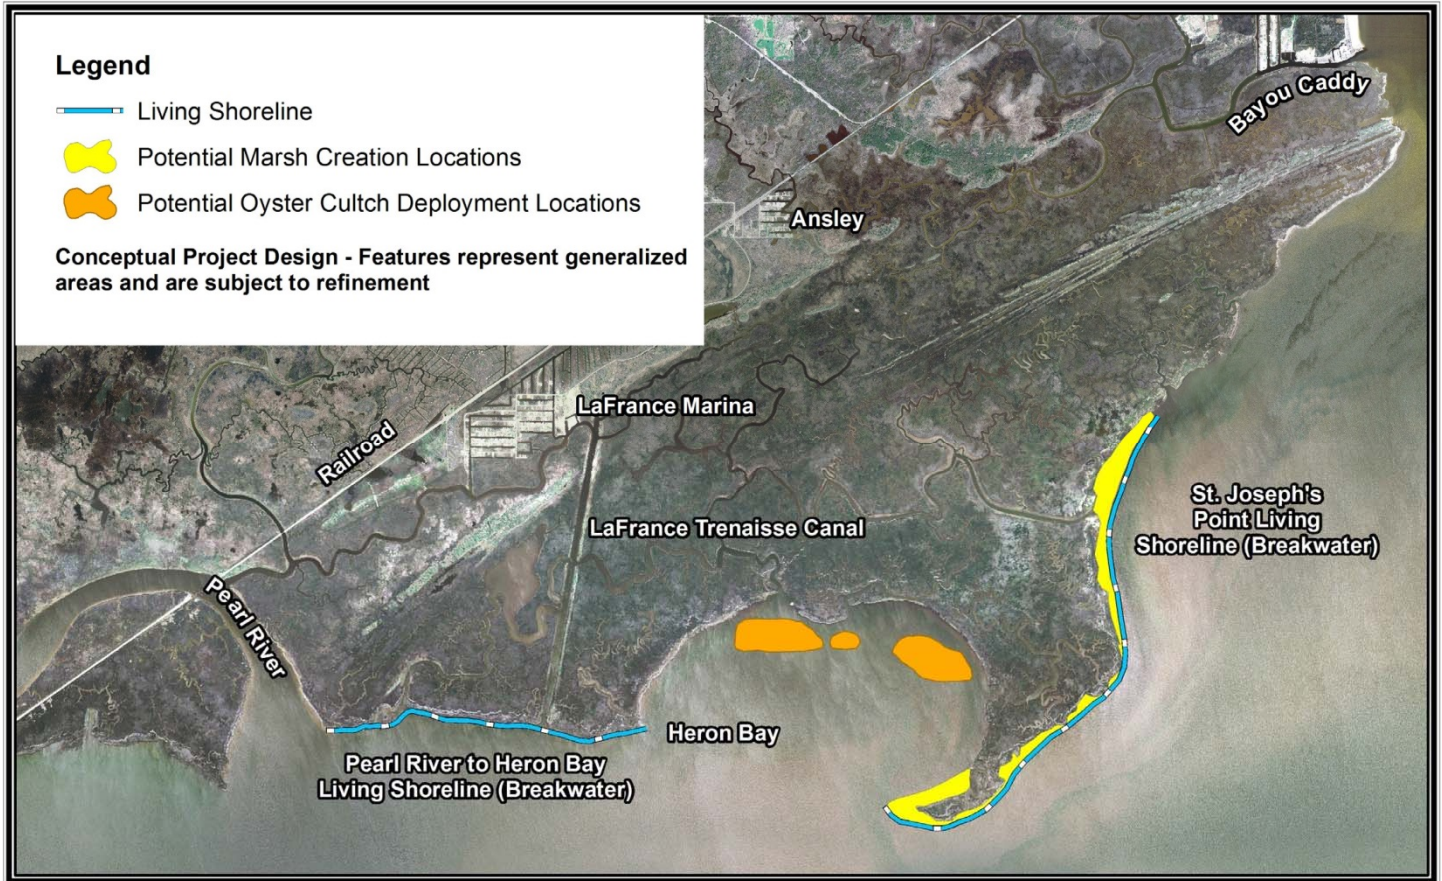 Legend
Living Shoreline
Potential Marsh Creation Locations
Potential Oyster Cultch Deployment Locations
Conceptual Project Design - Features represent generalized
areas and are subject to refinement
Bayou Caddy
Ansley
LaFrance Marina
Railroad
St. Joseph's
Point Living
Shoreline (Breakwater)
LaFrance Trenaisse Canal
Pearl River
Heron Bay
Pearl River to Heron Bay
Living Shoreline (Breakwater)